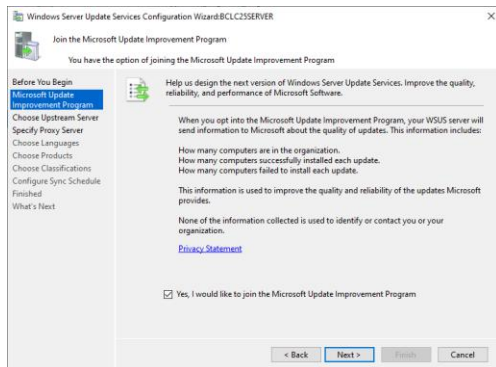 Windows Server Update Services Configuration Wizard:BCLC25SERVER
Join the Microsoft Update Improvement Program
You have the option of joining the Microsoft Update Improvement Program
Before You Begin
Microsoft Update
Improvement Program
Choose Upstream Server
Specify Proxy Server
Choose Languages
Choose Products
Choose Classifications
Configure Sync Schedule
Finished
What's Next
Help us design the next version of Windows Server Update Services. Improve the quality,
reliability, and performance of Microsoft Software.
When you opt into the Microsoft Update Improvement Program, your WSUS server will
send information to Microsoft about the quality of updates. This information includes:
How many computers are in the organization.
How many computers successfully installed each update.
How many computers failed to install each update.
This information is used to improve the quality and reliability of the updates Microsoft
provides.
None of the information collected is used to identify or contact you or your
organization.
Privacy Statement
Yes, I would like to join the Microsoft Update Improvement Program
< Back Next > Finish Cancel